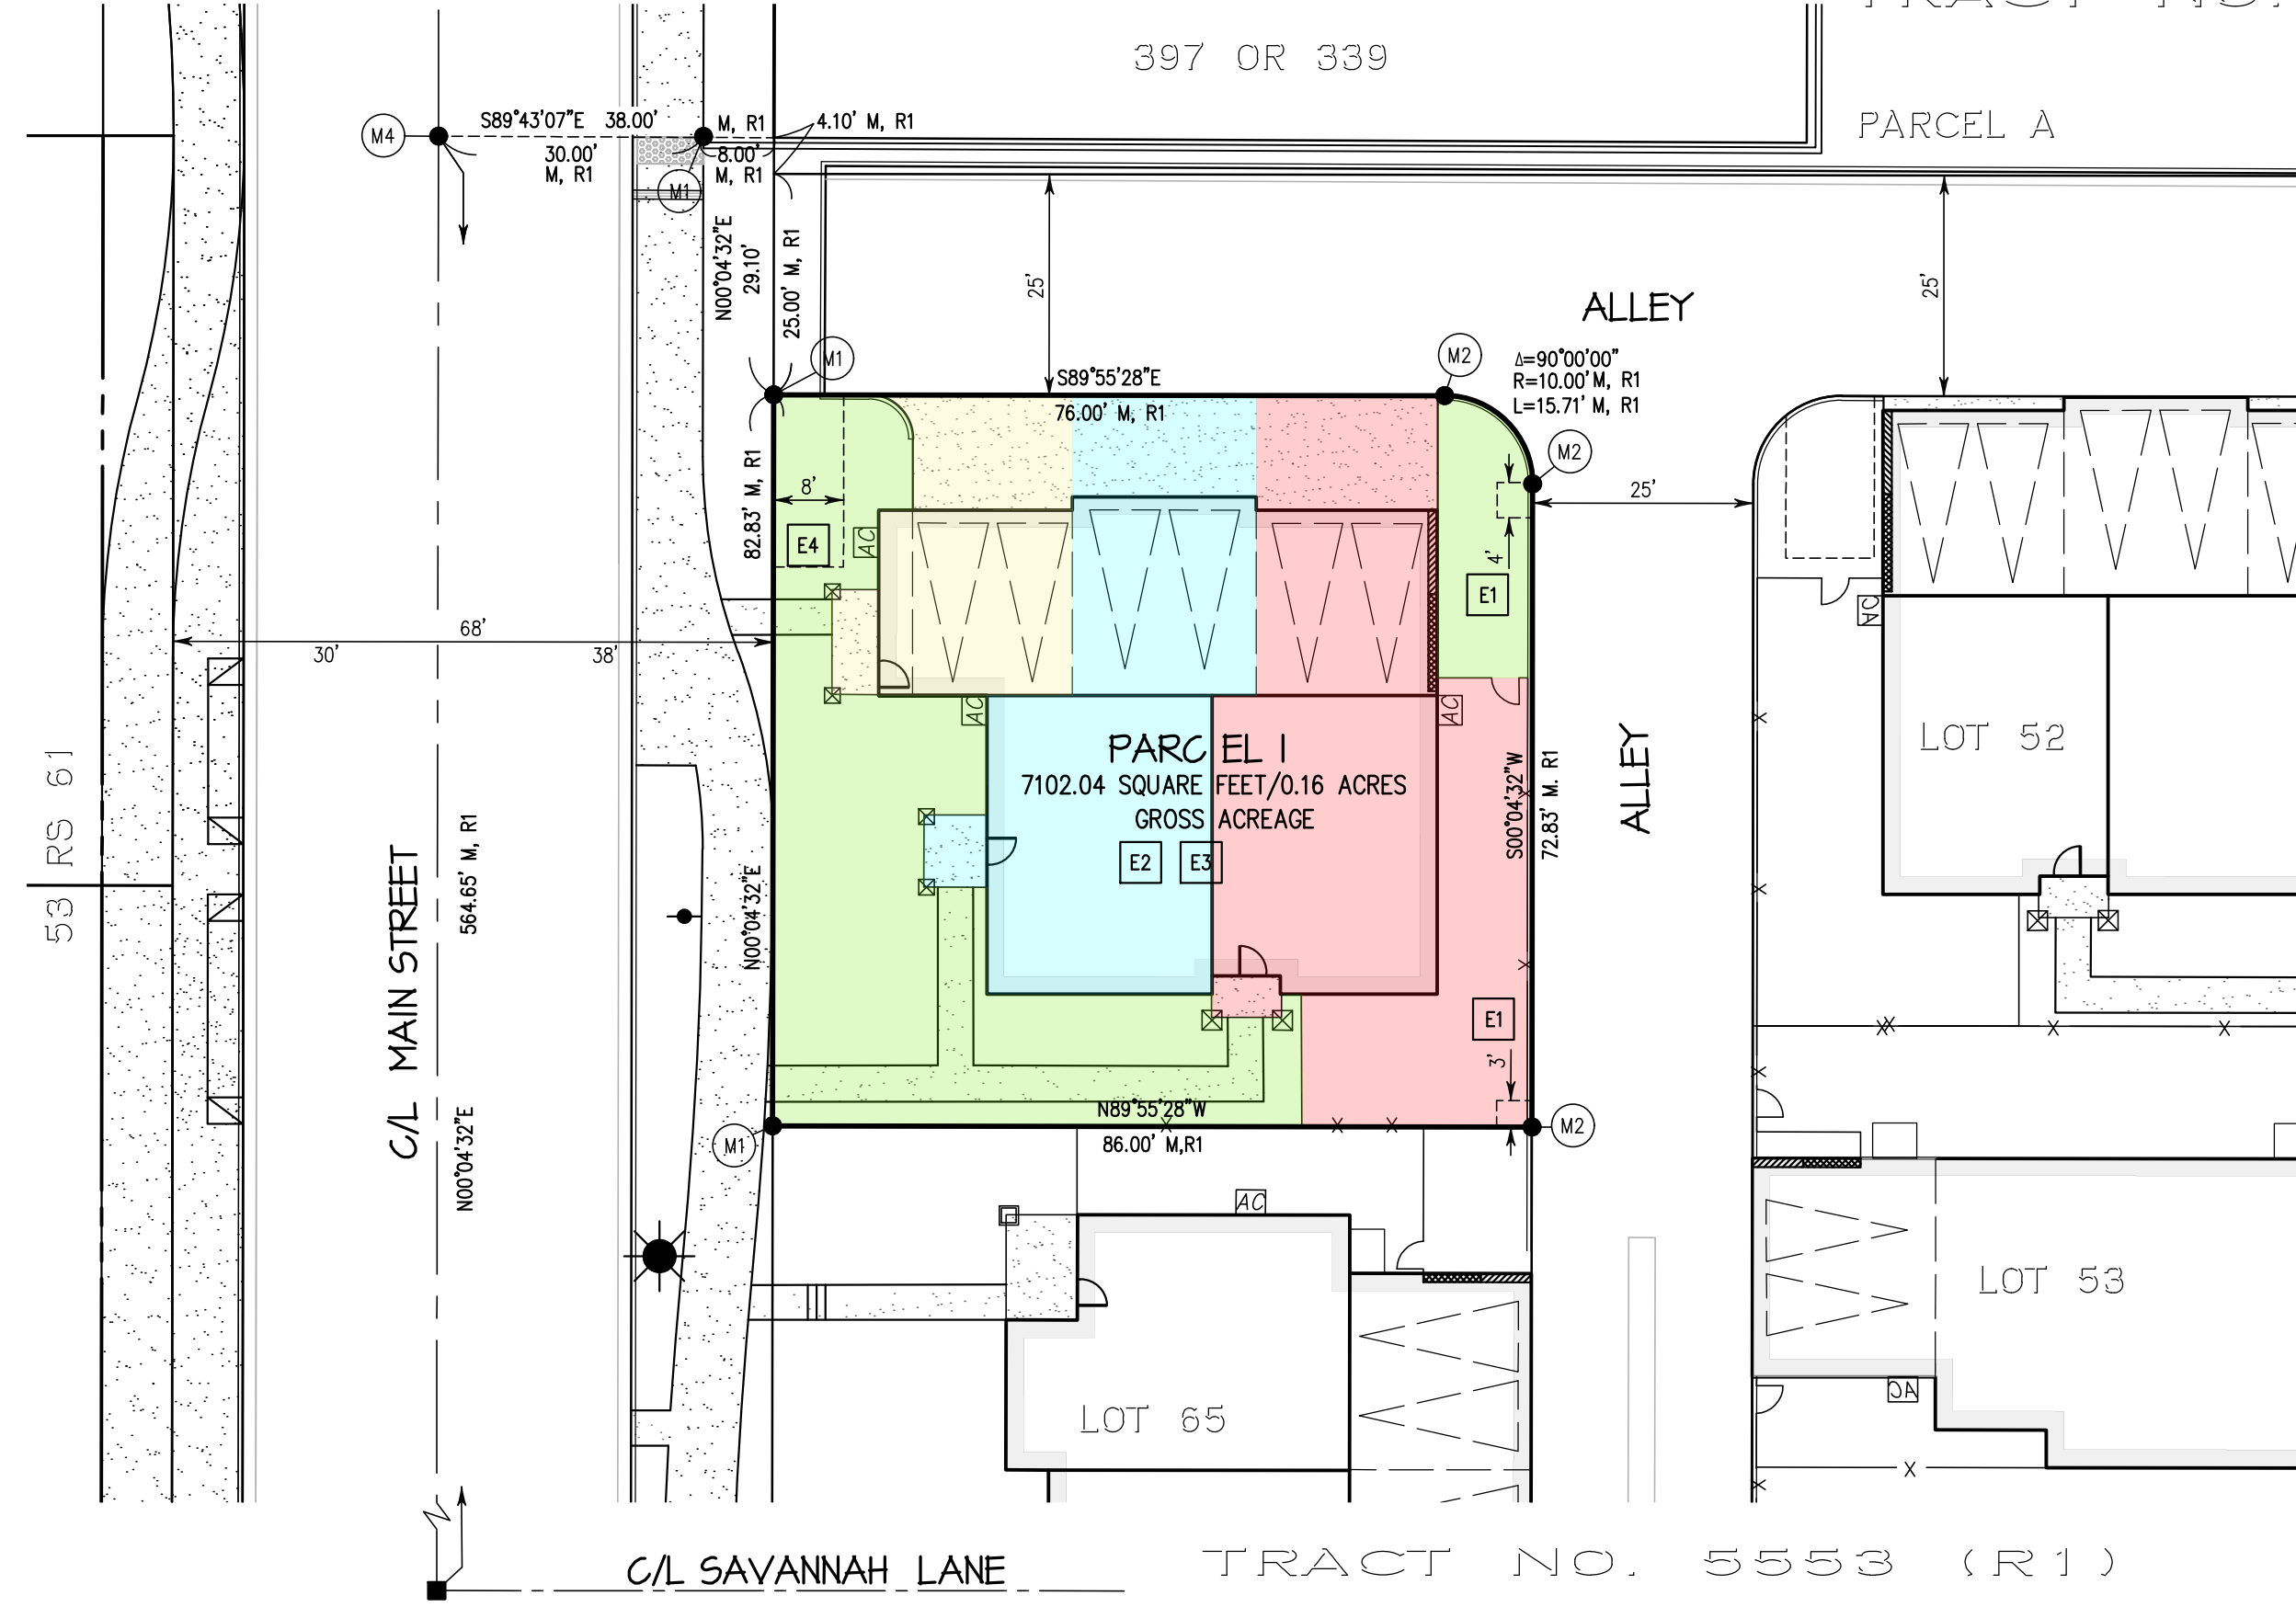 397 OR 339
PARCEL A
M4
S89°43'07"E 38.00'
M, R1
4.10' M, R1
30.00'
M, R1
8.00'
M, R1
M1
N00°04'32"E
29.10'
25.00' M, R1
25'
25'
ALLEY
M1
S89°55'28"E
76.00' M, R1
M2
Δ=90°00'00"
R=10.00'M, R1
L=15.71' M, R1
M2
82.83' M, R1
8'
E4
AC
4'
E1
25'
AC
68'
30'
38'
AC
AC
PARCEL 1
7102.04 SQUARE FEET/0.16 ACRES
GROSS ACREAGE
E2
E3
S00°04'32"W
72.83' M. R1
ALLEY
LOT 52
53 RS 61
C/L MAIN STREET
564.65' M, R1
N00°04'32"E
N00°04'32"E
E1
3'
N89°55'28"W
86.00' M,R1
M1
M2
AC
LOT 65
LOT 53
AC
C/L SAVANNAH LANE
TRACT NO. 5553 (R1)